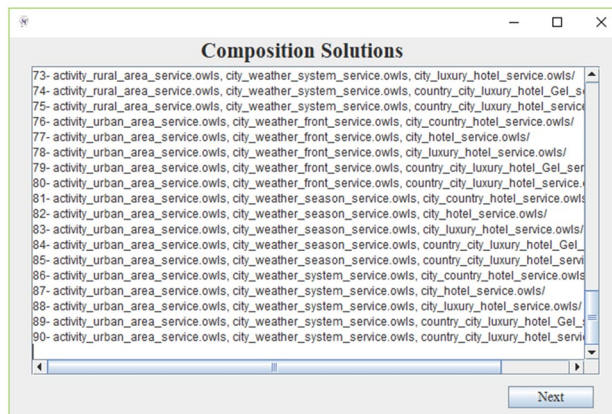 Composition Solutions
73- activity_rural_area_service.owls, city_weather_system_service.owls, city_luxury_hotel_service.owls/
74- activity_rural_area_service.owls, city_weather_system_service.owls, country_city_luxury_hotel_Gel_s
75- activity_rural_area_service.owls, city_weather_system_service.owls, country_city_luxury_hotel_service
76- activity_urban_area_service.owls, city_weather_front_service.owls, city_country_hotel_service.owls/
77- activity_urban_area_service.owls, city_weather_front_service.owls, city_hotel_service.owls/
78- activity_urban_area_service.owls, city_weather_front_service.owls, city_luxury_hotel_service.owls/
79- activity_urban_area_service.owls, city_weather_front_service.owls, country_city_luxury_hotel_Gel_ser
80- activity_urban_area_service.owls, city_weather_front_service.owls, country_city_luxury_hotel_service.
81- activity_urban_area_service.owls, city_weather_season_service.owls, city_country_hotel_service.owls
82- activity_urban_area_service.owls, city_weather_season_service.owls, city_hotel_service.owls/
83- activity_urban_area_service.owls, city_weather_season_service.owls, city_luxury_hotel_service.owls/
84- activity_urban_area_service.owls, city_weather_season_service.owls, country_city_luxury_hotel_Gel_
85- activity_urban_area_service.owls, city_weather_season_service.owls, country_city_luxury_hotel_servi
86- activity_urban_area_service.owls, city_weather_system_service.owls, city_country_hotel_service.owls
87- activity_urban_area_service.owls, city_weather_system_service.owls, city_hotel_service.owls/
88- activity_urban_area_service.owls, city_weather_system_service.owls, city_luxury_hotel_service.owls/
89- activity_urban_area_service.owls, city_weather_system_service.owls, country_city_luxury_hotel_Gel_s
90- activity_urban_area_service.owls, city_weather_system_service.owls, country_city_luxury_hotel_servic
Next